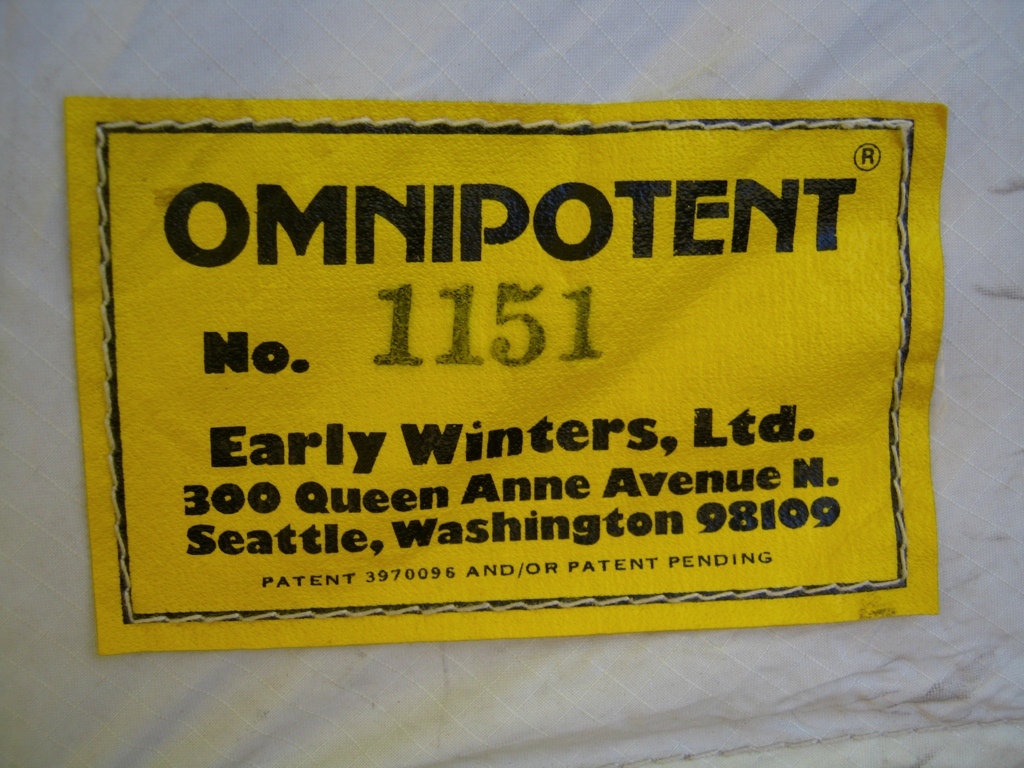 OMNIPOTENT®
No. 1151
Early Winters, Ltd.
300 Queen Anne Avenue N.
Seattle, Washington 98109
PATENT 3970096 AND/OR PATENT PENDING